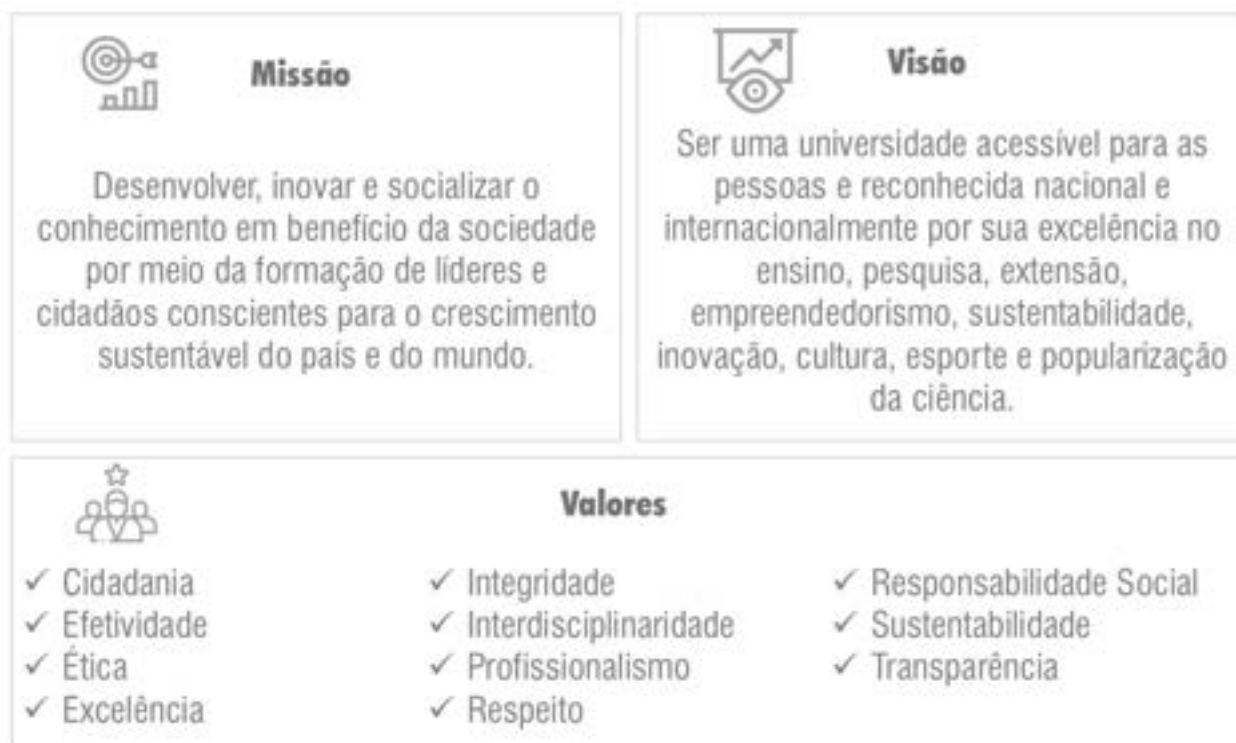 Missão
Desenvolver, inovar e socializar o
conhecimento em benefício da sociedade
por meio da formação de líderes e
cidadãos conscientes para o crescimento
sustentável do país e do mundo.
Visão
Ser uma universidade acessível para as
pessoas e reconhecida nacional e
internacionalmente por sua excelência no
ensino, pesquisa, extensão,
empreendedorismo, sustentabilidade,
inovação, cultura, esporte e popularização
da ciência.
Valores
✓ Cidadania
✓ Efetividade
✓ Ética
✓ Excelência
✓ Integridade
✓ Interdisciplinaridade
✓ Profissionalismo
✓ Respeito
✓ Responsabilidade Social
✓ Sustentabilidade
✓ Transparência